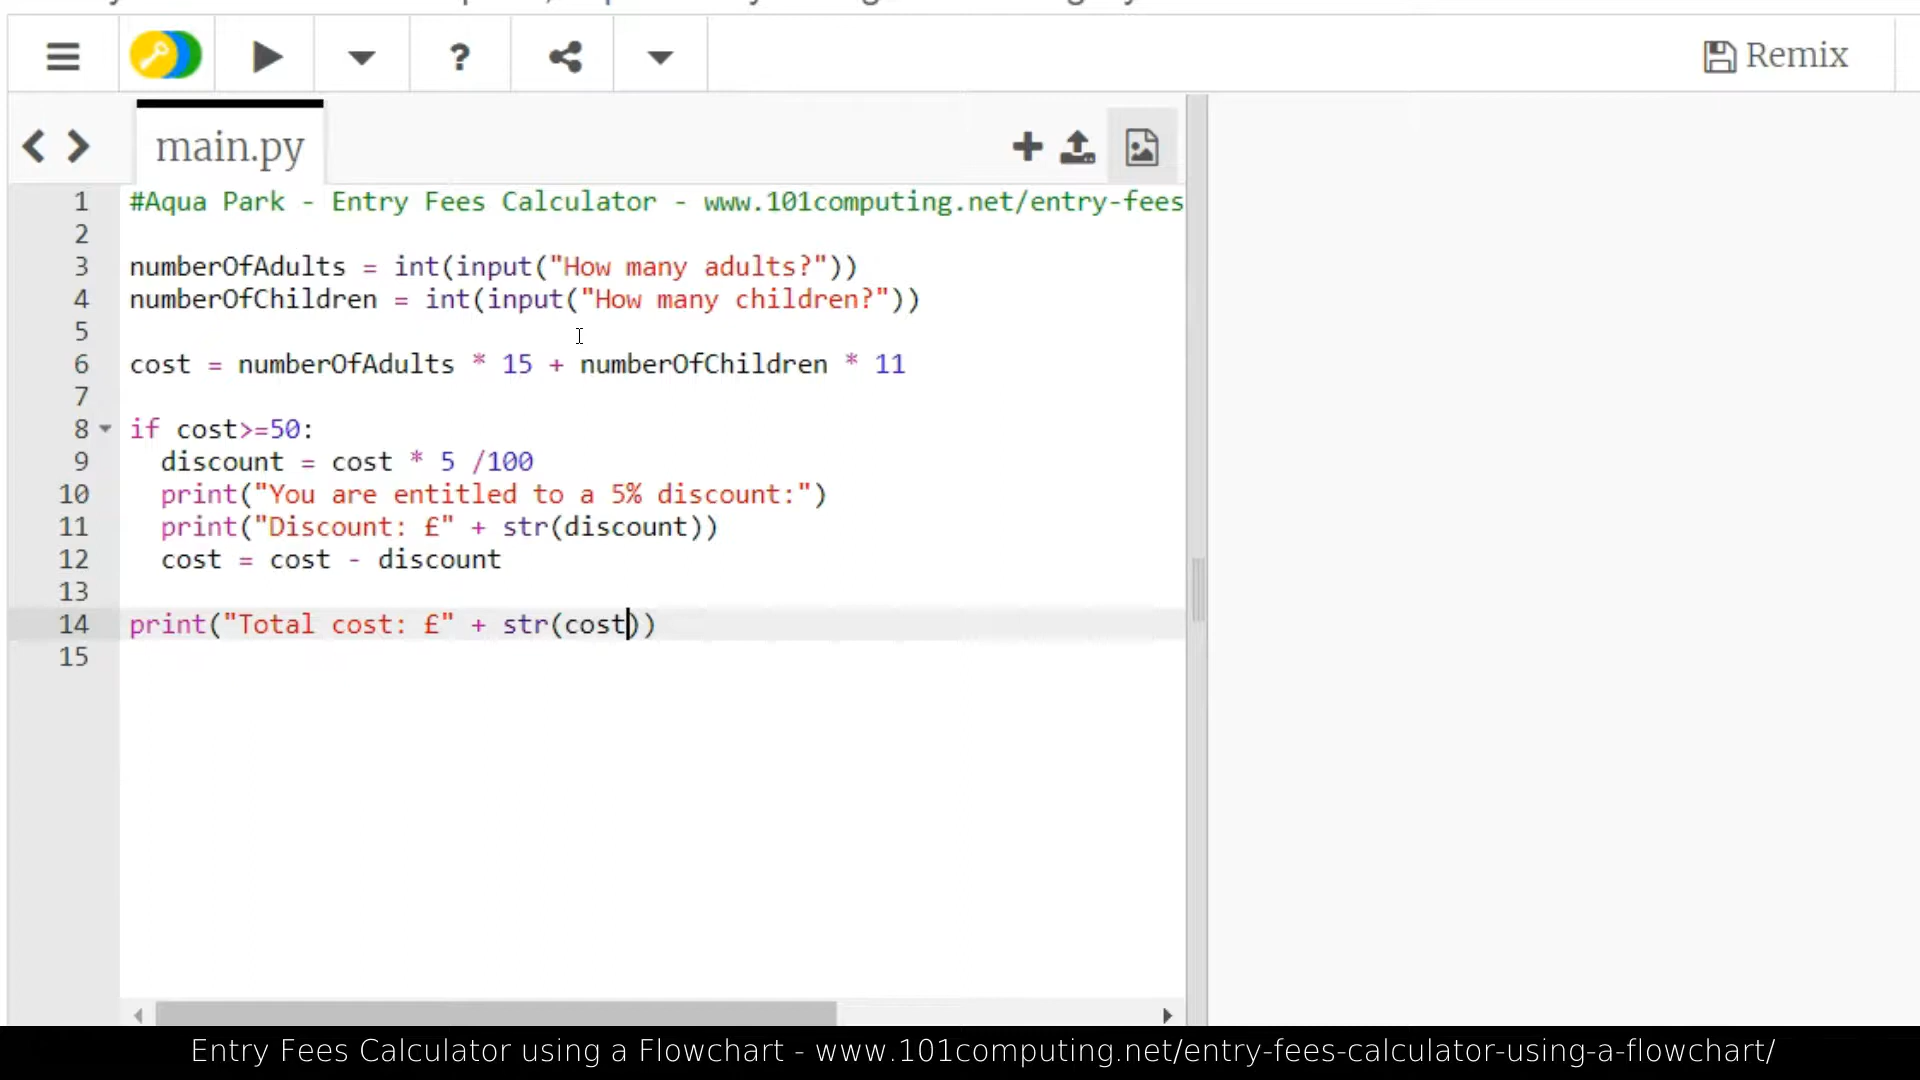 Remix
main.py
1 #Aqua Park - Entry Fees Calculator - www.101computing.net/entry-fees
2
3 numberOfAdults = int(input("How many adults?"))
4 numberOfChildren = int(input("How many children?"))
5
6 cost = numberOfAdults * 15 + numberOfChildren * 11
7
8 if cost>=50:
9 discount = cost * 5 /100
10 print("You are entitled to a 5% discount:")
11 print("Discount: £" + str(discount))
12 cost = cost - discount
13
14 print("Total cost: £" + str(cost))
15
Entry Fees Calculator using a Flowchart - www.101computing.net/entry-fees-calculator-using-a-flowchart/